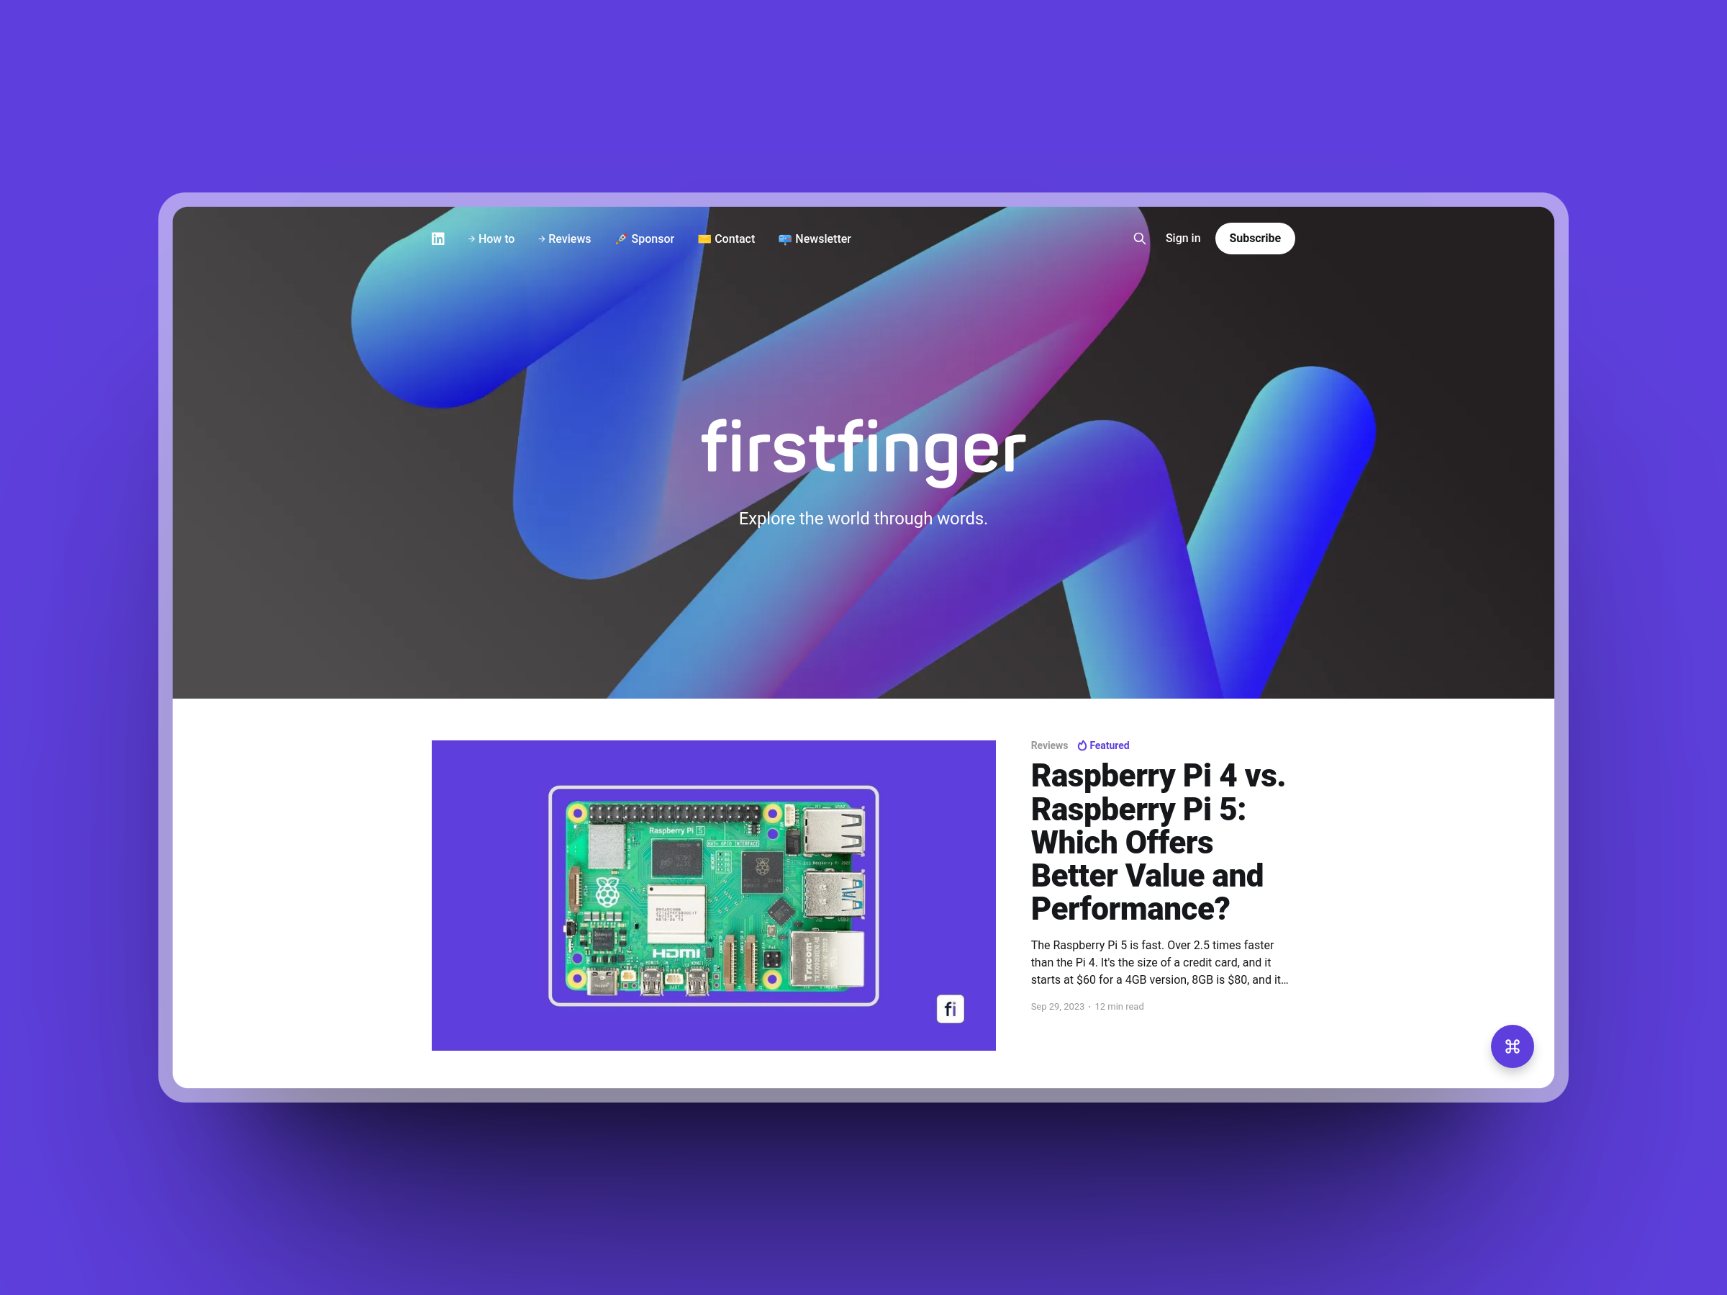 How to
Reviews
Sponsor
Contact
Newsletter
Sign in
Subscribe
firstfinger
Explore the world through words.
Reviews
Featured
Raspberry Pi 4 vs.
Raspberry Pi 5:
Which Offers
Better Value and
Performance?
The Raspberry Pi 5 is fast. Over 2.5 times faster
than the Pi 4. It's the size of a credit card, and it
starts at $60 for a 4GB version, 8GB is $80, and it…
Sep 29, 2023 · 12 min read
Raspberry Pi 5
HDMI
Trxcom
fi